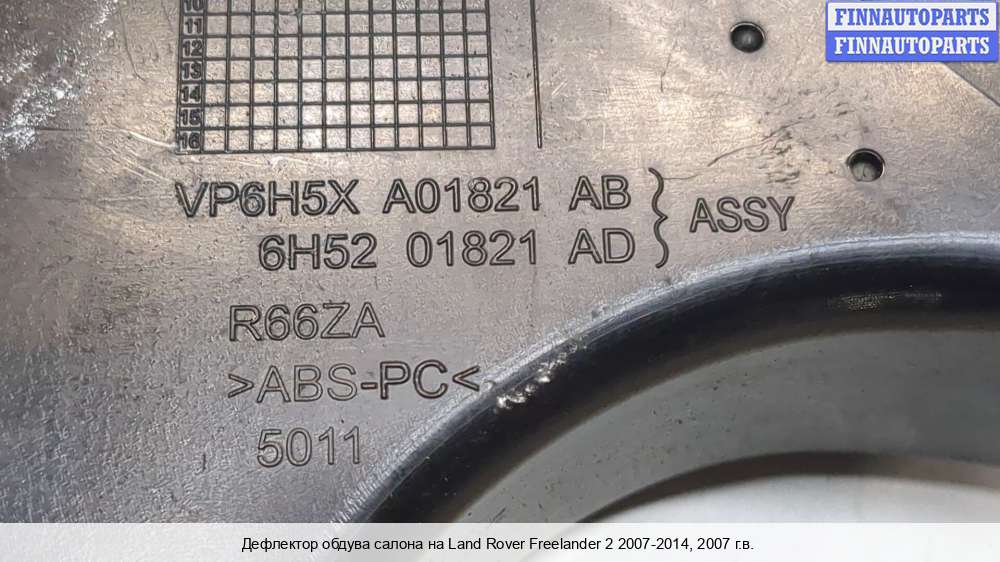 FINNAUTOPARTS
FINNAUTOPARTS
10
11
12
13
14
15
16
VP6H5X A01821 AB
6H52 01821 AD
ASSY
R66ZA
>ABS-PC<
5011
Дефлектор обдува салона на Land Rover Freelander 2 2007-2014, 2007 г.в.